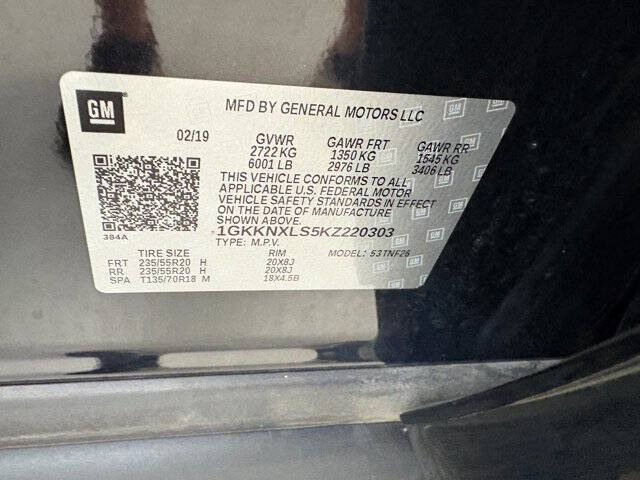 GM
MFD BY GENERAL MOTORS LLC
02/19 GVWR GAWR FRT GAWR RR
2722 KG 1350 KG 1545 KG
6001 LB 2976 LB 3406 LB
THIS VEHICLE CONFORMS TO ALL
APPLICABLE U.S. FEDERAL MOTOR
VEHICLE SAFETY STANDARDS IN EFFECT
ON THE DATE OF MANUFACTURE
SHOWN ABOVE.
384A 1GKKNXLS5KZ220303
TYPE: M.P.V. MODEL: 53TNF26
TIRE SIZE RIM
FRT 235/55R20 H 20X8J
RR 235/55R20 H 20X8J
SPA T135/70R18 M 18X4.5B